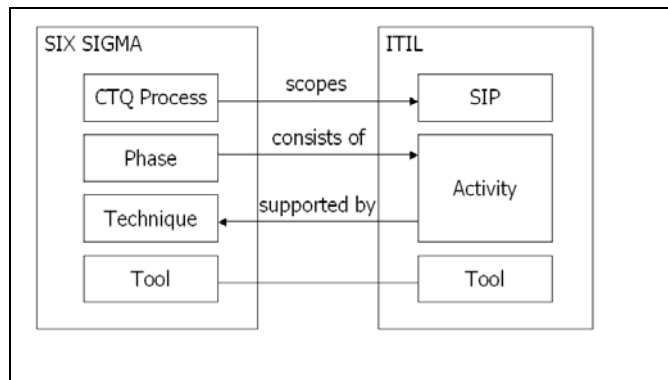 SIX SIGMA
ITIL
CTQ Process
scopes
SIP
Phase
consists of
Activity
Technique
supported by
Tool
Tool